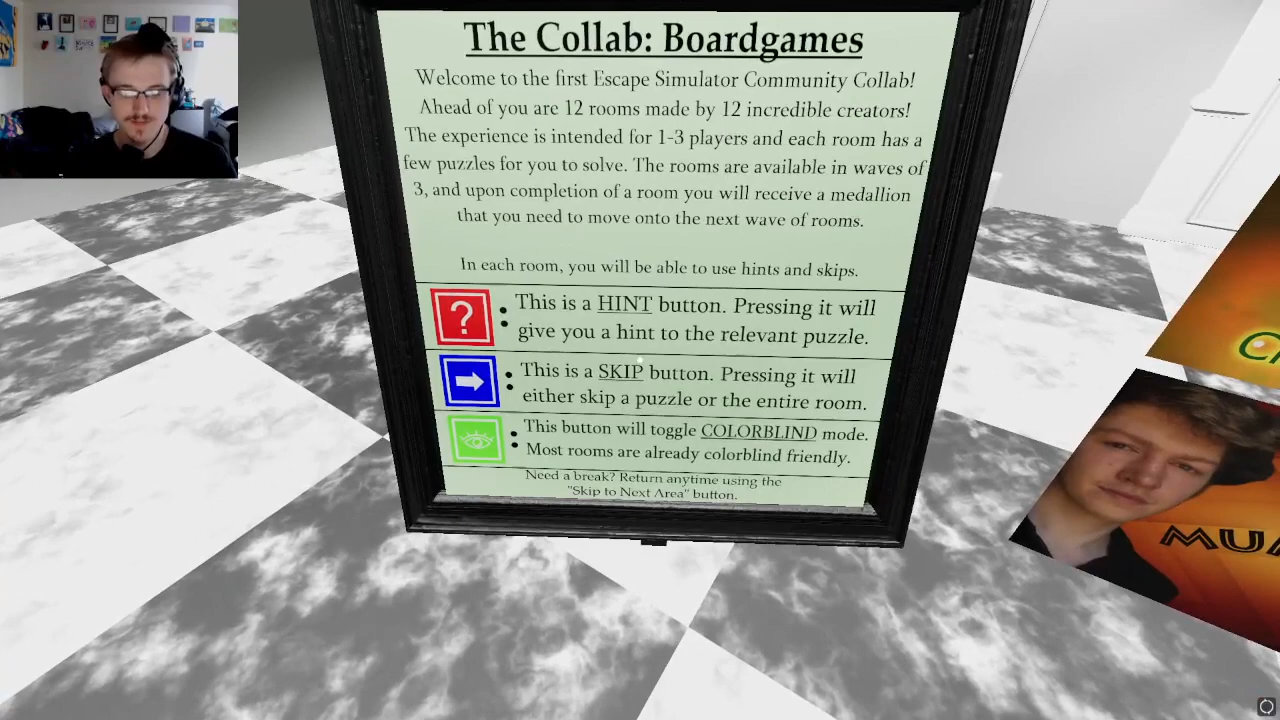 The Collab: Boardgames
Welcome to the first Escape Simulator Community Collab!
Ahead of you are 12 rooms made by 12 incredible creators!
The experience is intended for 1-3 players and each room has a
few puzzles for you to solve. The rooms are available in waves of
3, and upon completion of a room you will receive a medallion
that you need to move onto the next wave of rooms.
In each room, you will be able to use hints and skips.
? : This is a HINT button. Pressing it will
give you a hint to the relevant puzzle.
: This is a SKIP button. Pressing it will
either skip a puzzle or the entire room.
: This button will toggle COLORBLIND mode.
Most rooms are already colorblind friendly.
Need a break? Return anytime using the
"Skip to Next Area" button.